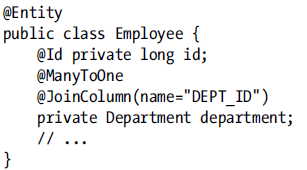 @Entity
public class Employee {
    @Id private long id;
    @ManyToOne
    @JoinColumn(name="DEPT_ID")
    private Department department;
    // ...
}